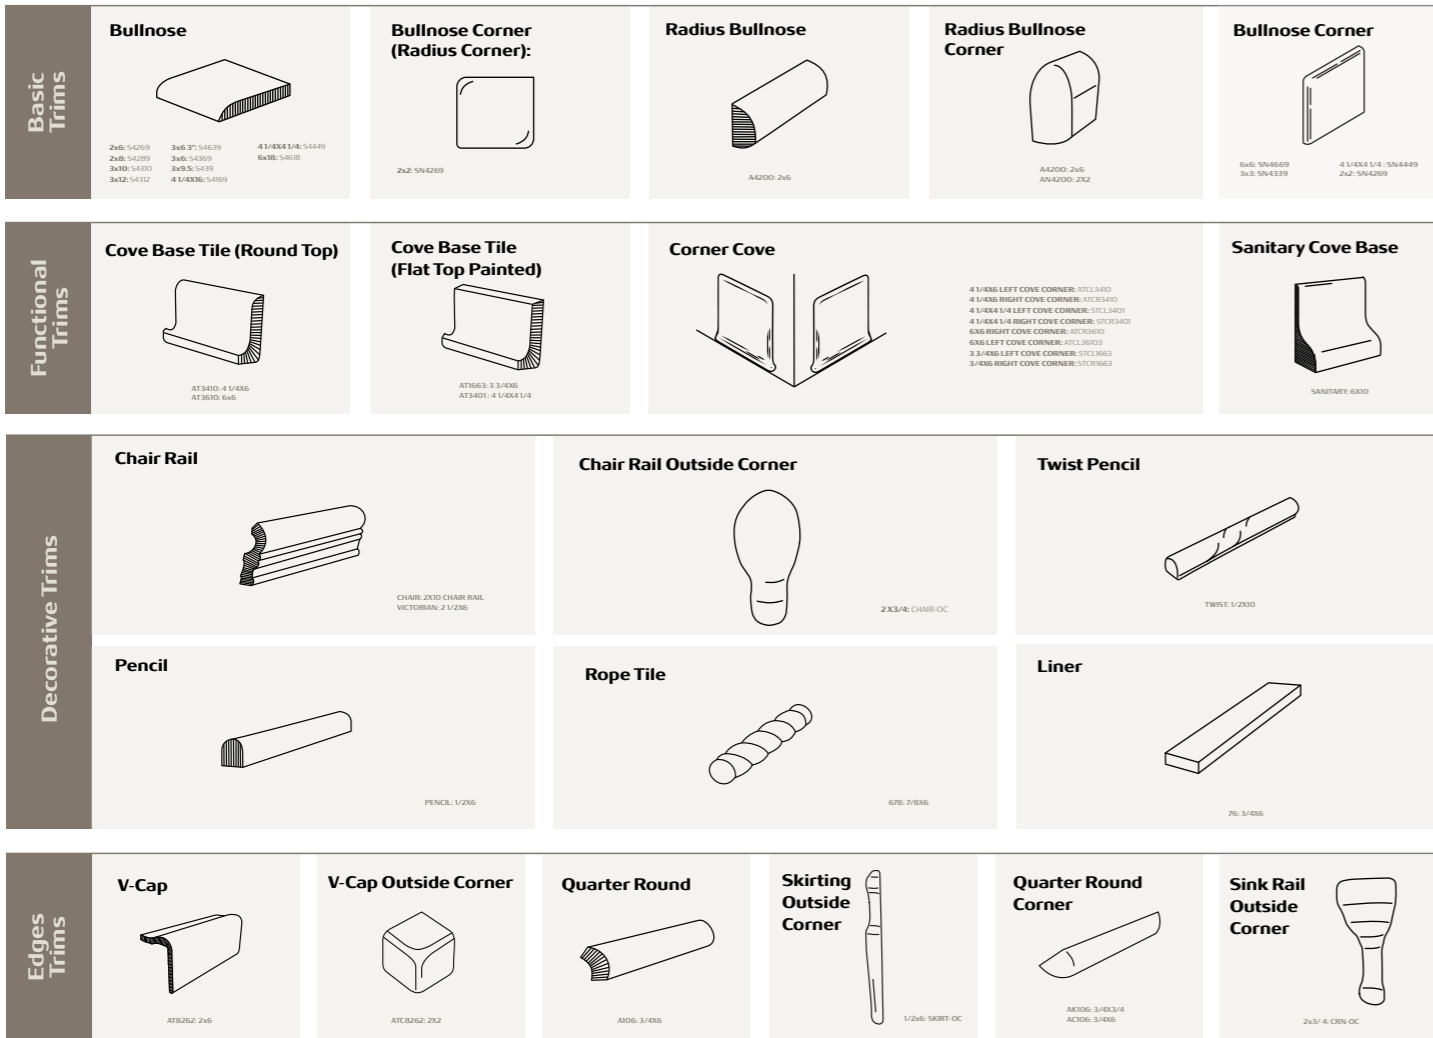 Basic
Trims
Bullnose
2x6: S4269
2x8: S4289
3x10: S4310
3x12: S4312
3x6 3": S4639
3x6: S4369
3x9.5: S439
4 1/4X16: S4169
4 1/4X4 1/4: S4449
6x18: S4618
Bullnose Corner
(Radius Corner):
2x2: SN4269
Radius Bullnose
A4200: 2x6
Radius Bullnose
Corner
A4200: 2x6
AN4200: 2X2
Bullnose Corner
6x6: SN4669
3x3: SN4339
4 1/4X4 1/4 : SN4449
2x2: SN4269
Functional
Trims
Cove Base Tile (Round Top)
AT3410: 4 1/4X6
AT3610: 6x6
Cove Base Tile
(Flat Top Painted)
AT1663: 3 3/4X6
AT3401 : 4 1/4X4 1/4
Corner Cove
4 1/4X6 LEFT COVE CORNER: ATCL3410
4 1/4X6 RIGHT COVE CORNER: ATCR3410
4 1/4X4 1/4 LEFT COVE CORNER: STCL3401
4 1/4X4 1/4 RIGHT COVE CORNER: STCR3401
6X6 RIGHT COVE CORNER: ATCR3610
6X6 LEFT COVE CORNER: ATCL36103
3 3/4X6 LEFT COVE CORNER: STCL1663
3/4X6 RIGHT COVE CORNER: STCR1663
Sanitary Cove Base
SANITARY: 6X10
Decorative Trims
Chair Rail
CHAIR: 2X10 CHAIR RAIL
VICTORIAN: 2 1/2X6
Chair Rail Outside Corner
2 X3/4: CHAIR-OC
Twist Pencil
TWIST: 1/2X10
Pencil
PENCIL: 1/2X6
Rope Tile
678: 7/8X6
Liner
76: 3/4X6
Edges
Trims
V-Cap
AT8262: 2x6
V-Cap Outside Corner
ATC8262: 2X2
Quarter Round
A106: 3/4X6
Skirting
Outside
Corner
1/2x6: SKIRT-OC
Quarter Round
Corner
AK106: 3/4X3/4
AC106: 3/4X6
Sink Rail
Outside
Corner
2x3/ 4: CRN-OC